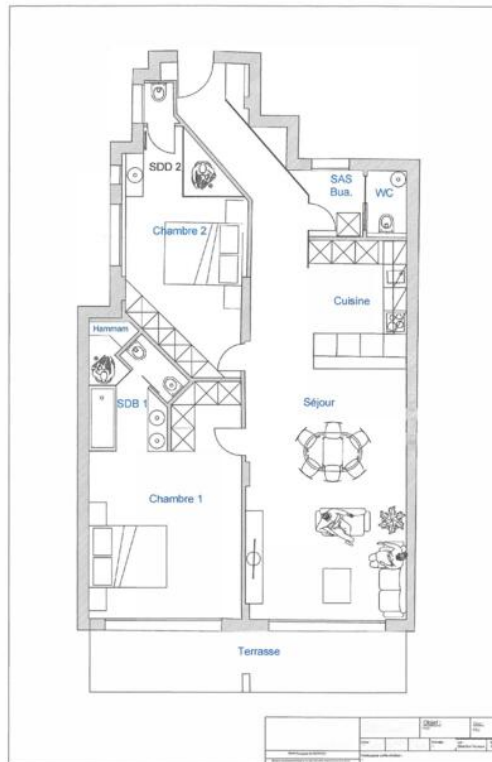 SDD 2
SAS
Bua.
WC
Chambre 2
Cuisine
Hammam
SDB 1
Séjour
Chambre 1
Terrasse